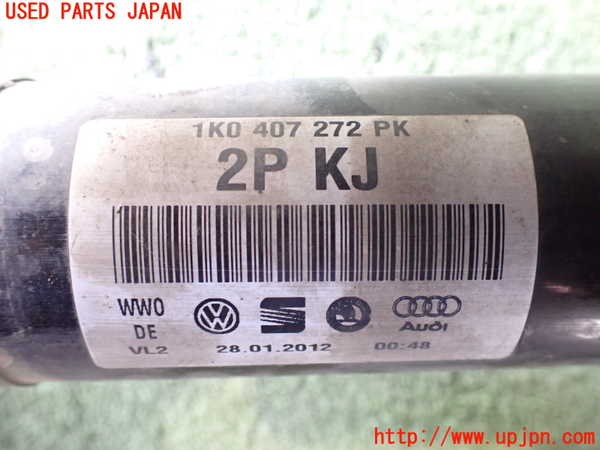 USED PARTS JAPAN
1K0 407 272 PK
2P KJ
WWO
DE
VL2
Audi
28.01.2012
00:48
http://www.upjpn.com/